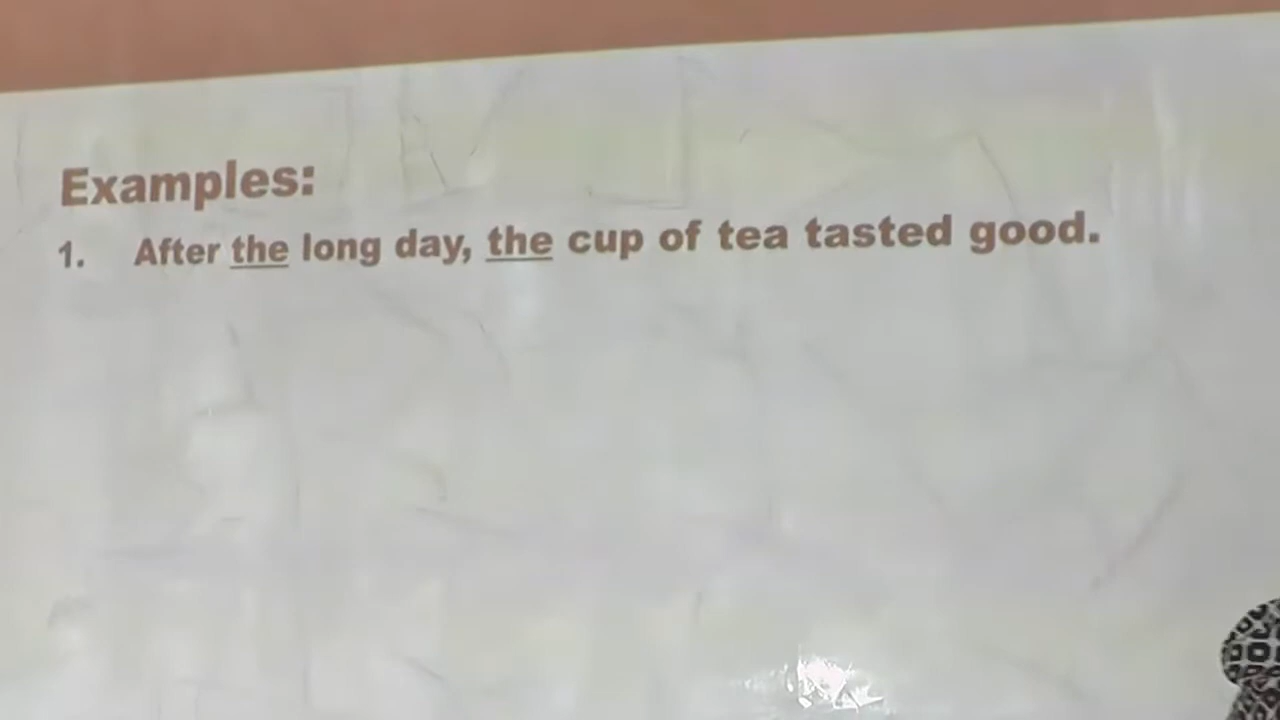 Examples:
1. After the long day, the cup of tea tasted good.